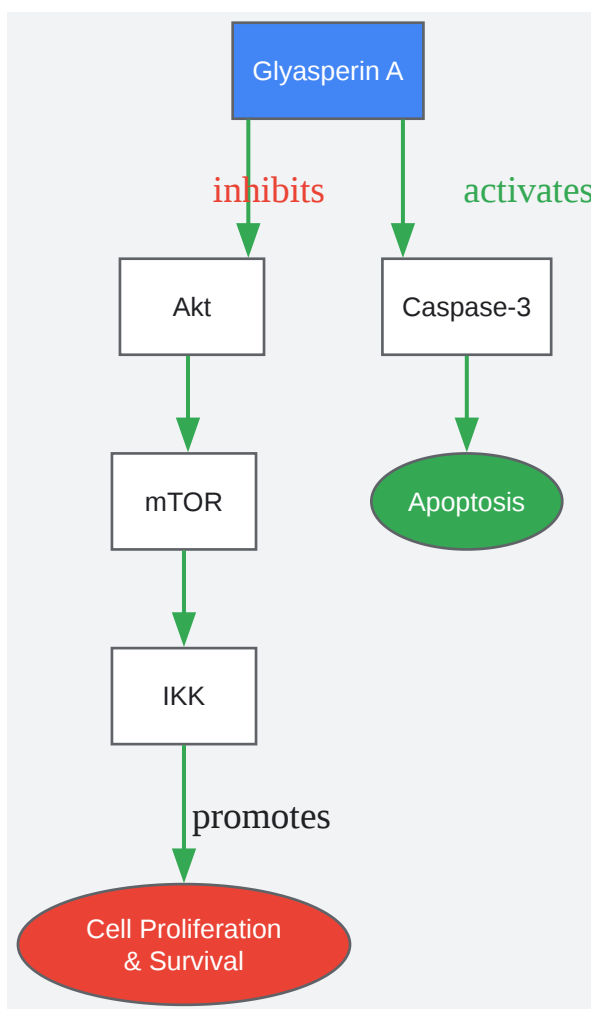 Glyasperin A
inhibits
activates
Akt
Caspase-3
mTOR
Apoptosis
IKK
promotes
Cell Proliferation
& Survival